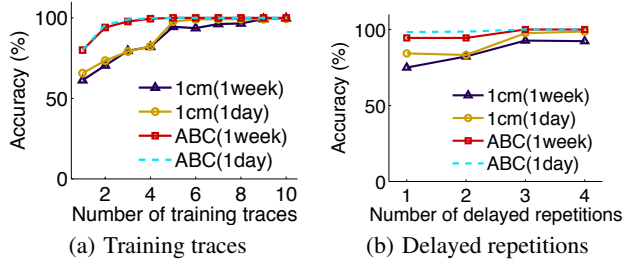 Accuracy (%)
100
50
0
1cm(1week)
1cm(1day)
ABC(1week)
ABC(1day)
2 4 6 8 10
Number of training traces
(a) Training traces
Accuracy (%)
100
50
0
1cm(1week)
1cm(1day)
ABC(1week)
ABC(1day)
1 2 3 4
Number of delayed repetitions
(b) Delayed repetitions